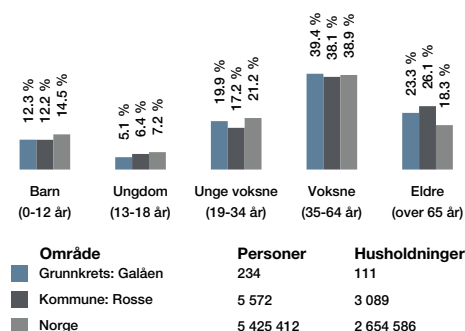 12.3 % 12.2 % 14.5 %
5.1 % 6.4 % 7.2 %
19.9 % 17.2 % 21.2 %
39.4 % 38.1 % 38.9 %
23.3 % 26.1 % 18.3 %
Barn Ungdom Unge voksne Voksne Eldre
(0-12 år) (13-18 år) (19-34 år) (35-64 år) (over 65 år)
Område Personer Husholdninger
Grunnkrets: Galåen 234 111
Kommune: Rosse 5 572 3 089
Norge 5 425 412 2 654 586